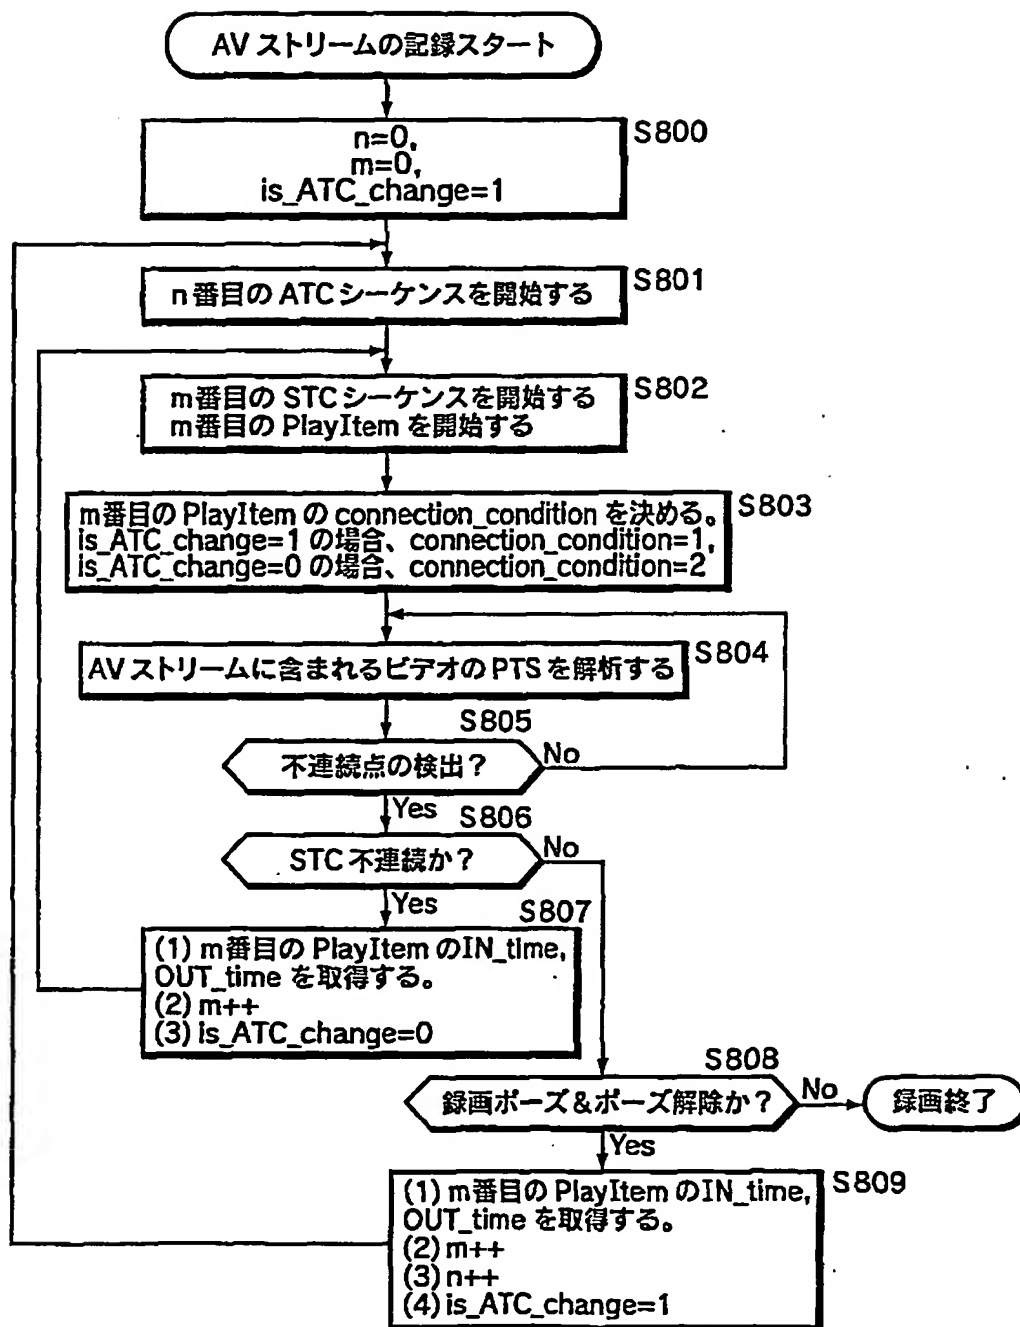 AV ストリームの記録スタート
S800
n=0,
m=0,
is_ATC_change=1
n番目の ATC シーケンスを開始する
S801
m番目の STC シーケンスを開始する
m番目の PlayItem を開始する
S802
m番目の PlayItem の connection_condition を決める。
is_ATC_change=1 の場合、connection_condition=1,
is_ATC_change=0 の場合、connection_condition=2
S803
AV ストリームに含まれるビデオの PTS を解析する
S804
S805
不連続点の検出？
No
Yes
S806
STC 不連続か？
No
Yes
S807
(1) m番目の PlayItem のIN_time,
OUT_time を取得する。
(2) m++
(3) is_ATC_change=0
S808
録画ポーズ＆ポーズ解除か？
No
録画終了
Yes
S809
(1) m番目の PlayItem のIN_time,
OUT_time を取得する。
(2) m++
(3) n++
(4) is_ATC_change=1